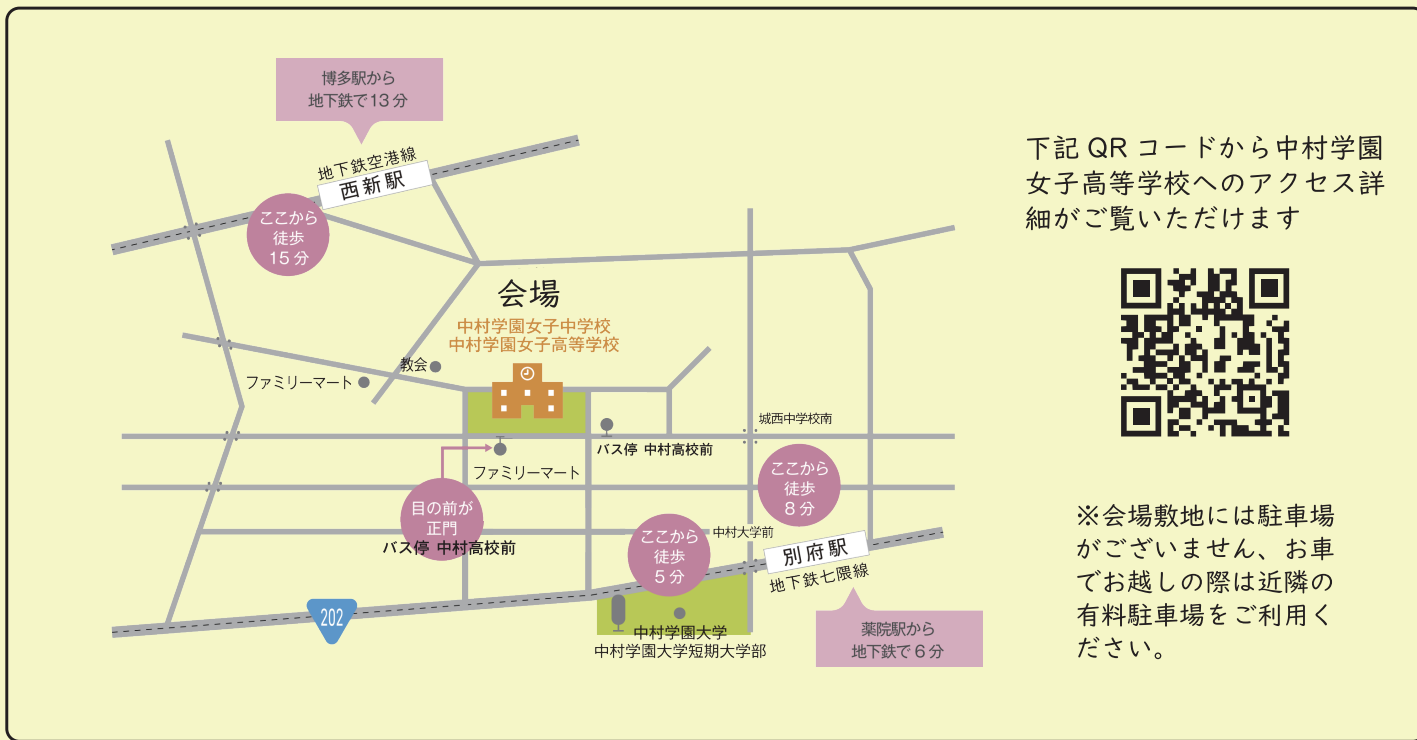 博多駅から
地下鉄で13分
地下鉄空港線
西新駅
ここから
徒歩
15分
会場
中村学園女子中学校
中村学園女子高等学校
教会
ファミリーマート
城西中学校南
バス停 中村高校前
ファミリーマート
ここから
徒歩
8分
目の前が
正門
バス停 中村高校前
中村大学前
ここから
徒歩
5分
別府駅
地下鉄七隈線
202
中村学園大学
中村学園大学短期大学部
薬院駅から
地下鉄で6分
下記 QR コードから中村学園
女子高等学校へのアクセス詳
細がご覧いただけます
※会場敷地には駐車場
がございません、お車
でお越しの際は近隣の
有料駐車場をご利用く
ださい。